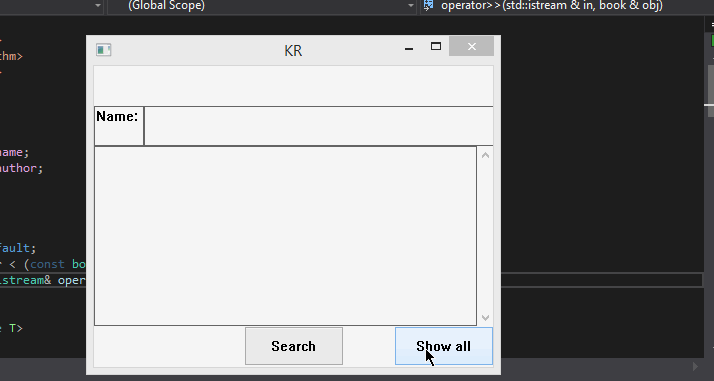 (Global Scope)
operator>>(std::istream & in, book & obj)
KR
thm>
Name:
name;
author;
fault;
r < (const bo
istream& oper
e T>
Search
Show all